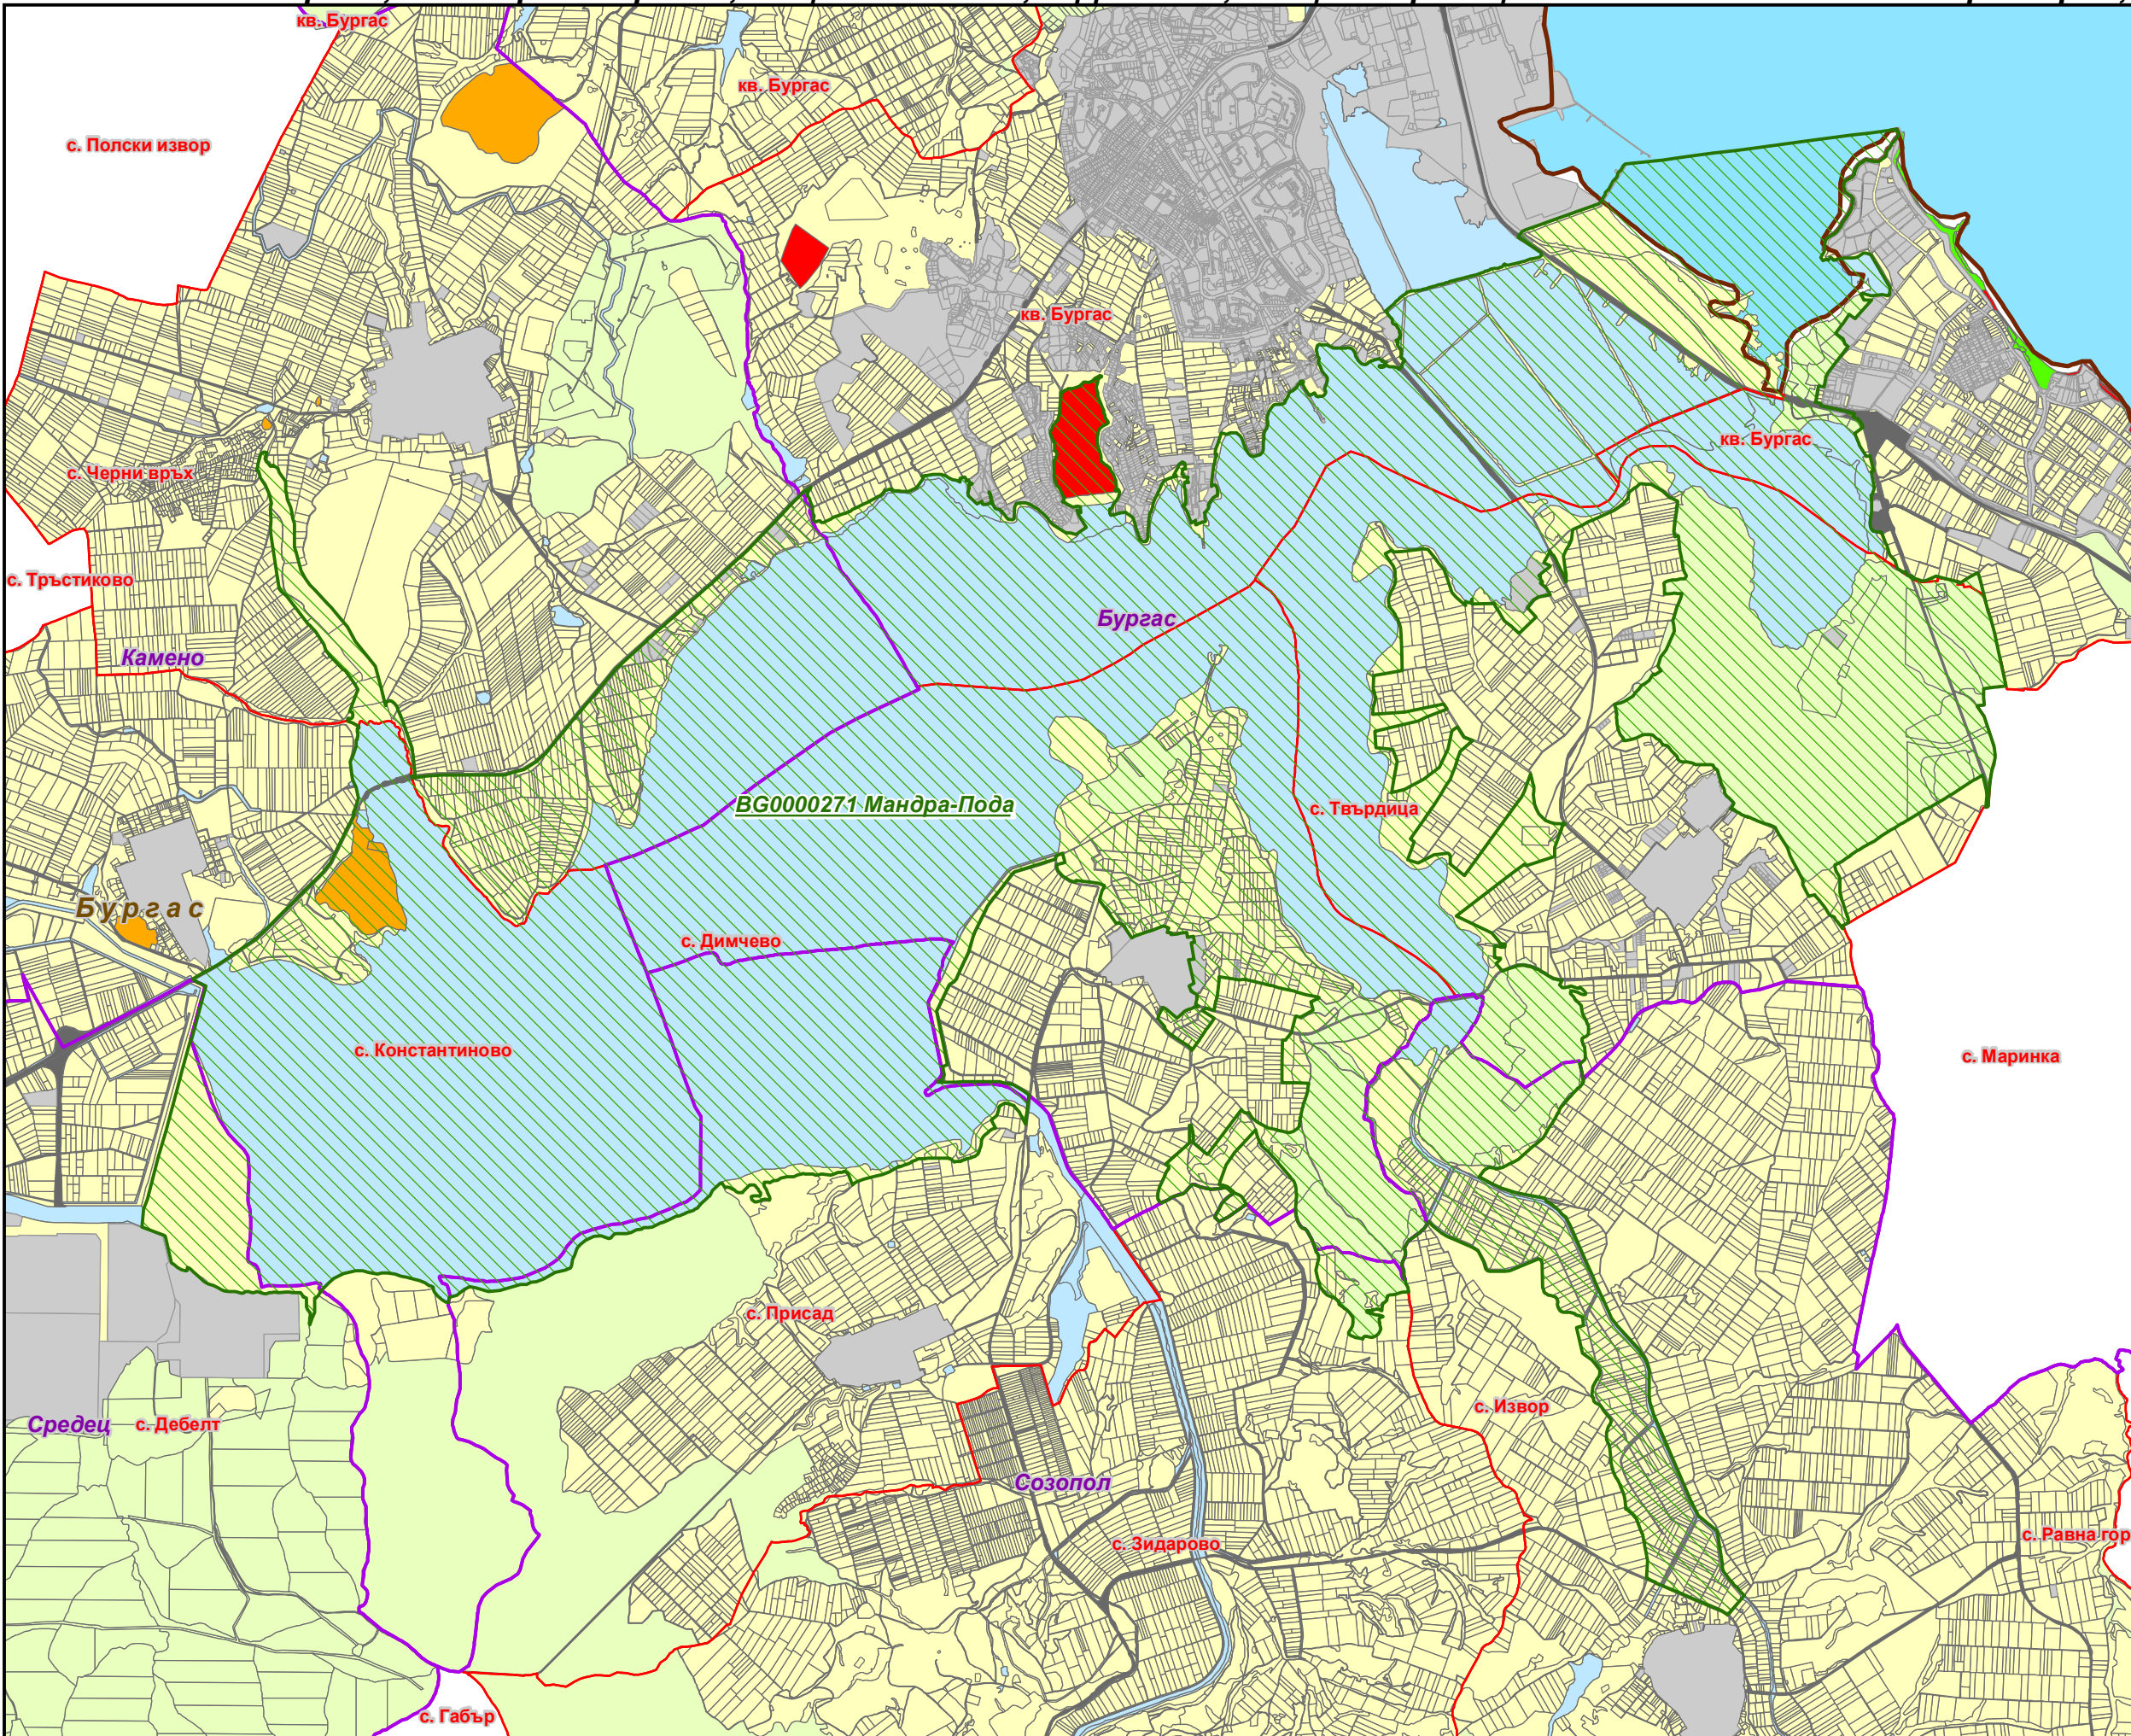 кв. Бургас
кв. Бургас
с. Полски извор
кв. Бургас
кв. Бургас
с. Черни връх
с. Тръстиково
Бургас
Камено
BG0000271 Мандра-Пода
с. Твърдица
Бургас
с. Димчево
с. Константиново
с. Маринка
с. Присад
с. Извор
Средец
с. Дебелт
Созопол
с. Зидарово
с. Равна гор
с. Габър